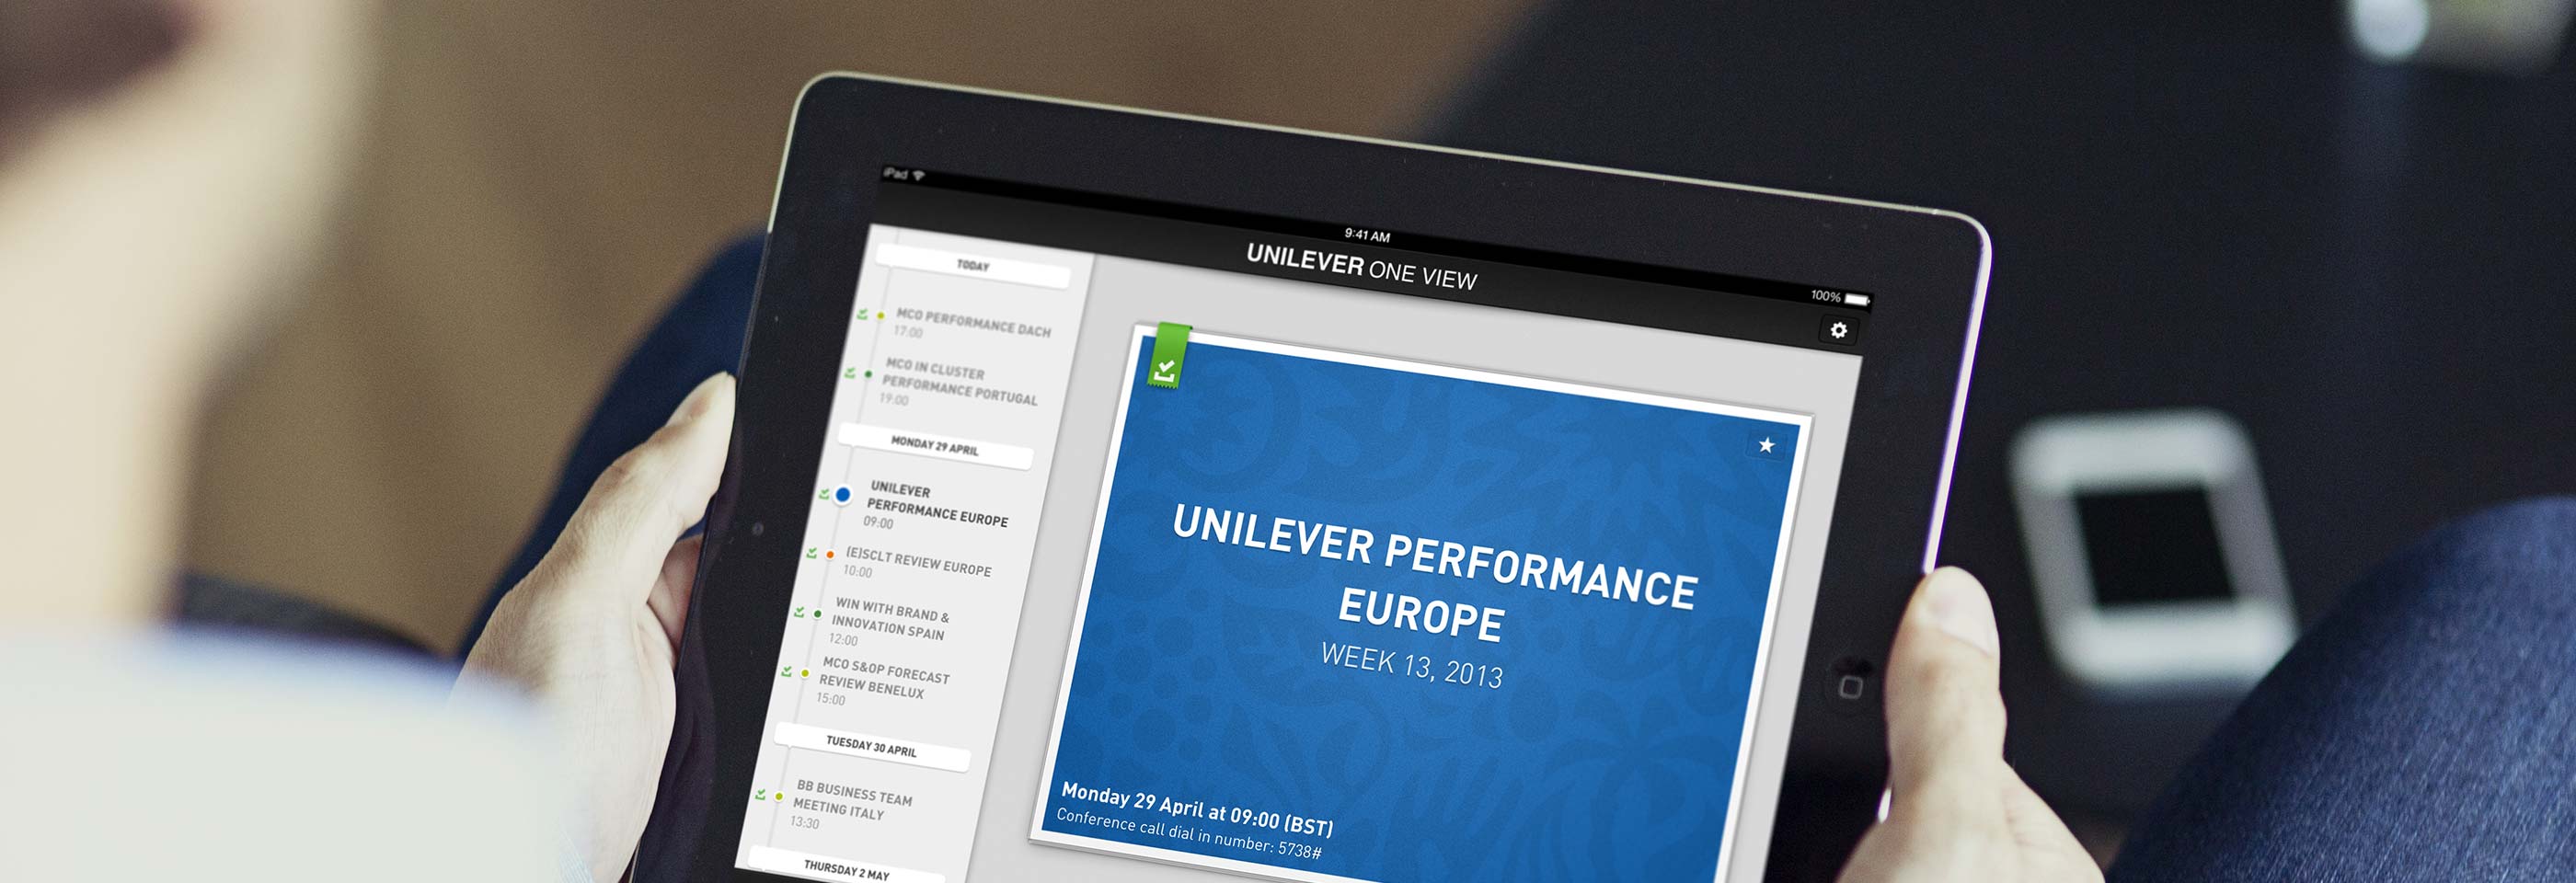 iPad
9:41 AM
100%
UNILEVER ONE VIEW
TODAY
MCO PERFORMANCE DACH
17:00
MCO IN CLUSTER
PERFORMANCE PORTUGAL
19:00
MONDAY 29 APRIL
UNILEVER
PERFORMANCE EUROPE
09:00
(E)SCLT REVIEW EUROPE
10:00
WIN WITH BRAND &
INNOVATION SPAIN
12:00
MCO S&OP FORECAST
REVIEW BENELUX
15:00
TUESDAY 30 APRIL
BB BUSINESS TEAM
MEETING ITALY
13:30
THURSDAY 2 MAY
UNILEVER PERFORMANCE
EUROPE
WEEK 13, 2013
Monday 29 April at 09:00 (BST)
Conference call dial in number: 5738#